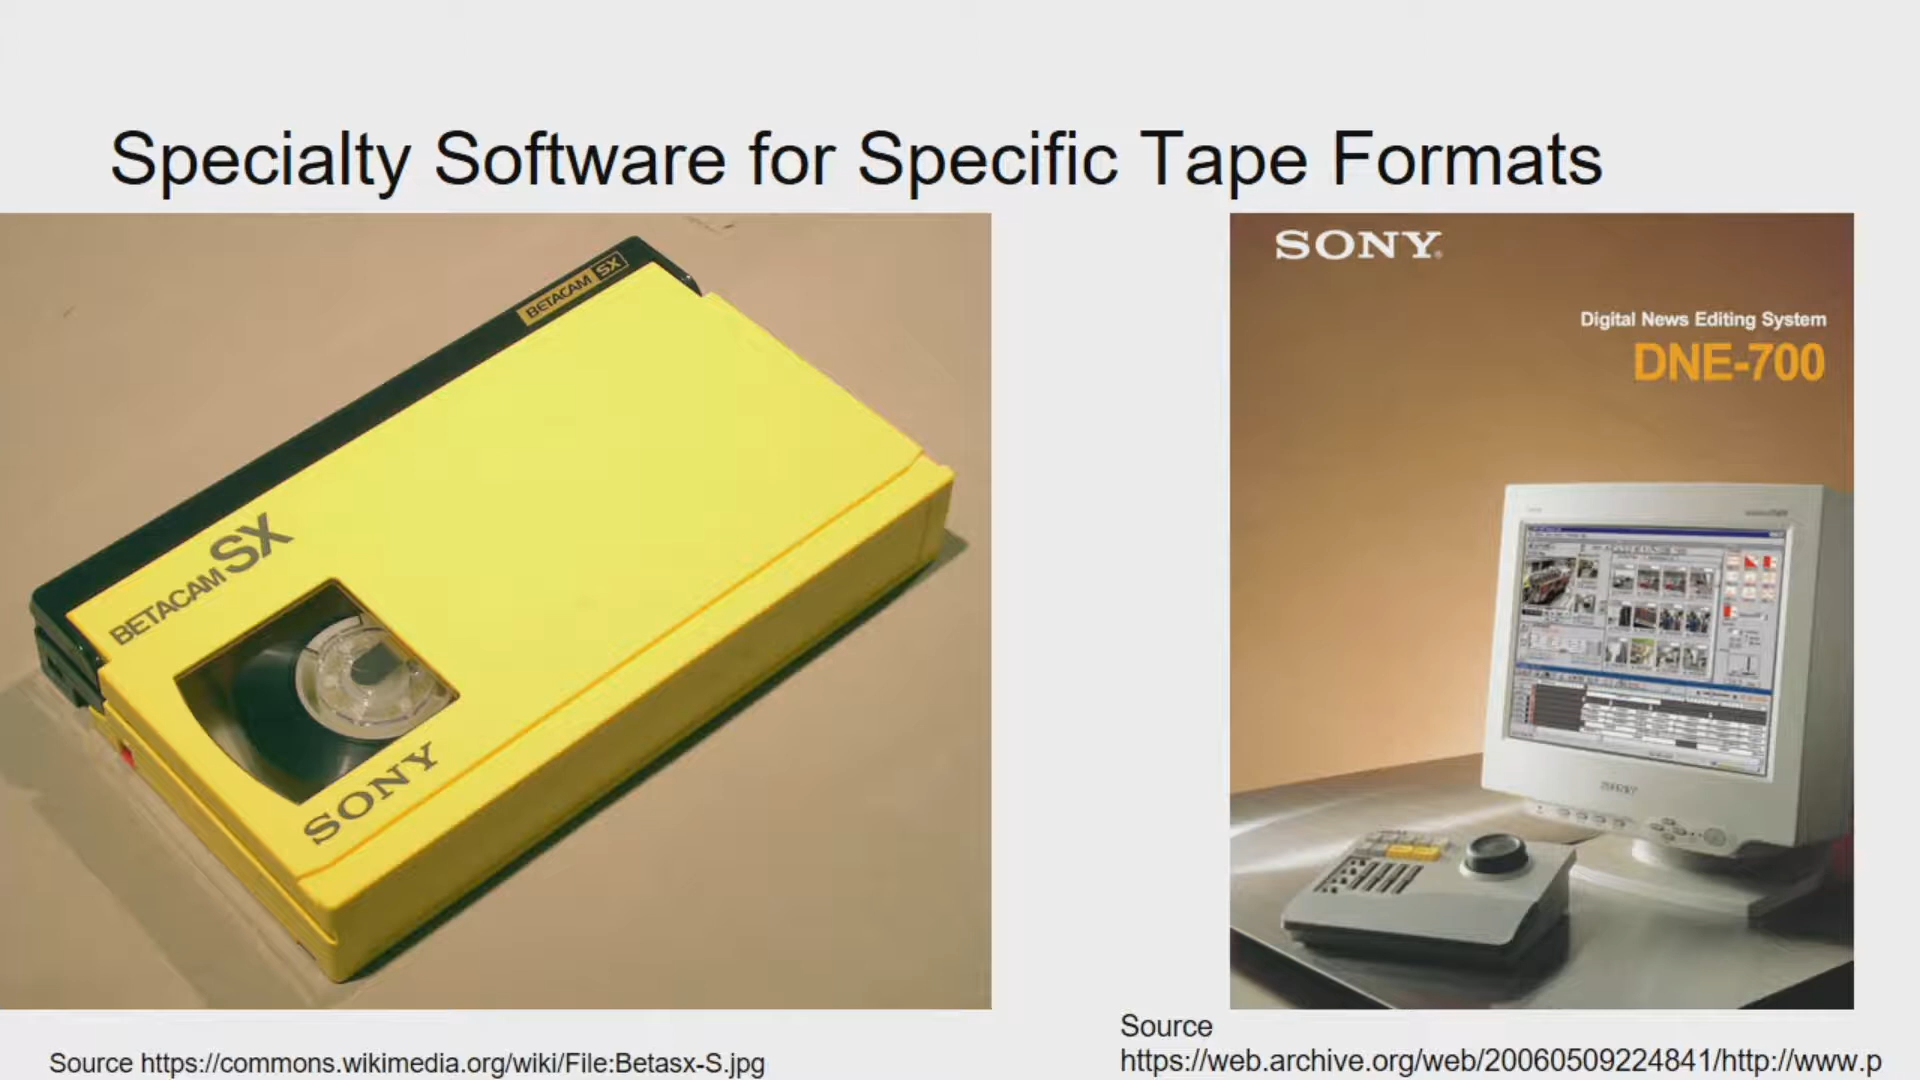 Specialty Software for Specific Tape Formats
BETACAM SX
BETACAM SX
SONY
Source https://commons.wikimedia.org/wiki/File:Betasx-S.jpg
SONY
Digital News Editing System
DNE-700
Source
https://web.archive.org/web/20060509224841/http://www.p